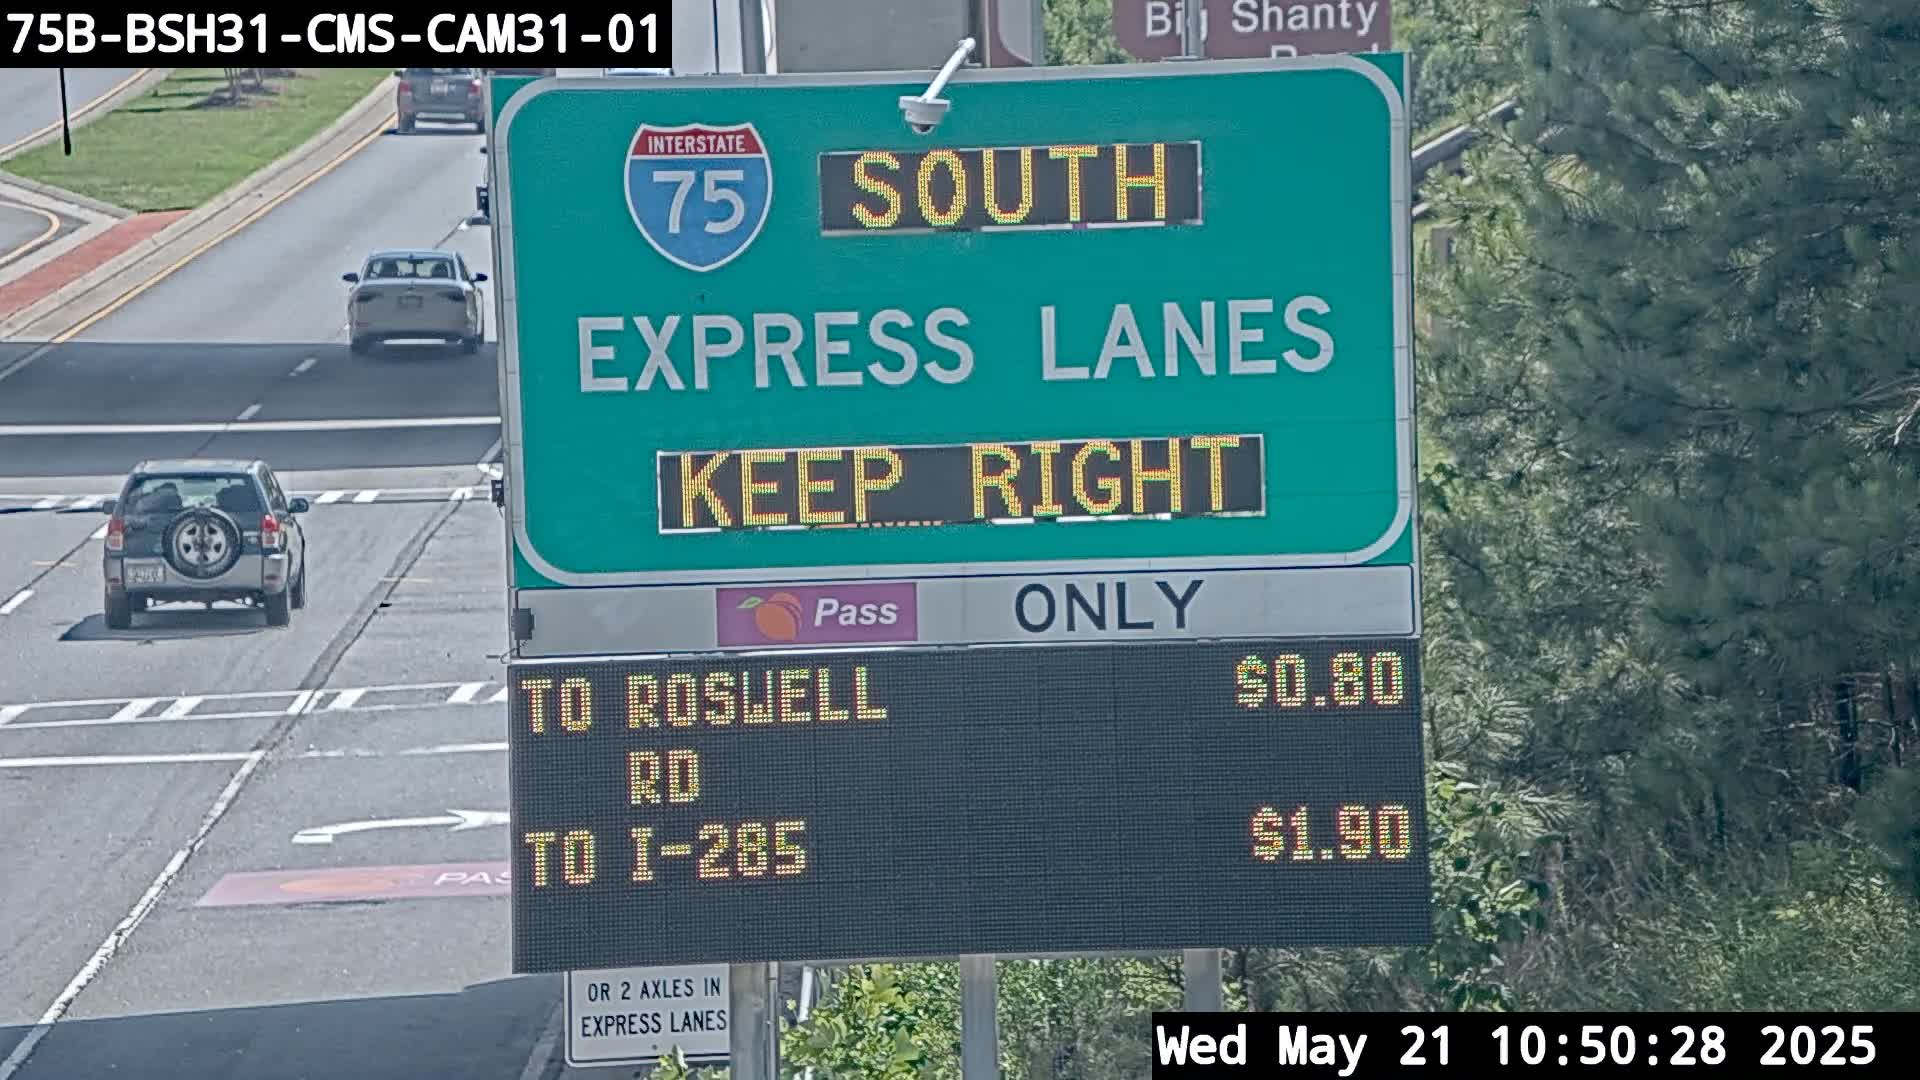 75B-BSH31-CMS-CAM31-01
Big Shanty
Road
INTERSTATE
75
SOUTH
EXPRESS LANES
KEEP RIGHT
Pass ONLY
TO ROSWELL $0.80
RD
TO I-285 $1.90
PAS
OR 2 AXLES IN
EXPRESS LANES
Wed May 21 10:50:28 2025